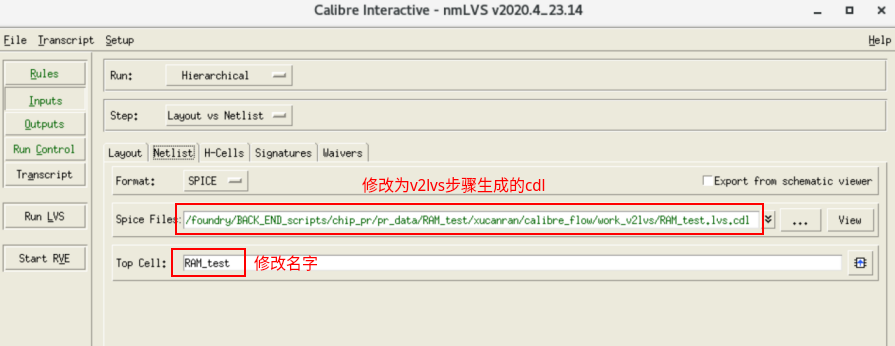 Calibre Interactive - nmLVS v2020.4_23.14
File Transcript Setup Help
Rules
Inputs
Outputs
Run Control
Transcript
Run LVS
Start RVE
Run: Hierarchical
Step: Layout vs Netlist
Layout Netlist H-Cells Signatures Waivers
Format: SPICE
修改为v2lvs步骤生成的cdl
Export from schematic viewer
Spice Files: /foundry/BACK_END_scripts/chip_pr/pr_data/RAM_test/xucanran/calibre_flow/work_v2lvs/RAM_test.lvs.cdl ... View
Top Cell: RAM_test 修改名字